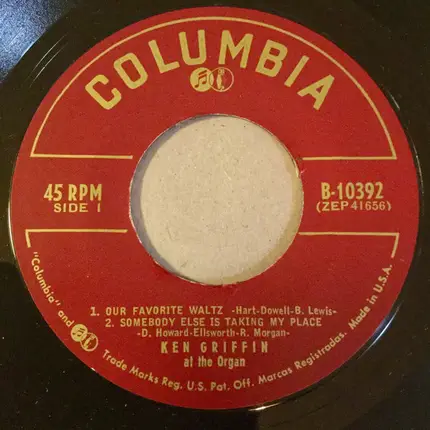 COLUMBIA
45 RPM
SIDE 1
B-10392
(ZEP 41656)
1. OUR FAVORITE WALTZ -Hart-Dowell-B. Lewis-
2. SOMEBODY ELSE IS TAKING MY PLACE
-D. Howard-Ellsworth-R. Morgan-
KEN GRIFFIN
at the Organ
"Columbia" and Trade Marks Reg. U.S. Pat. Off. Marcas Registradas. Made in U.S.A.